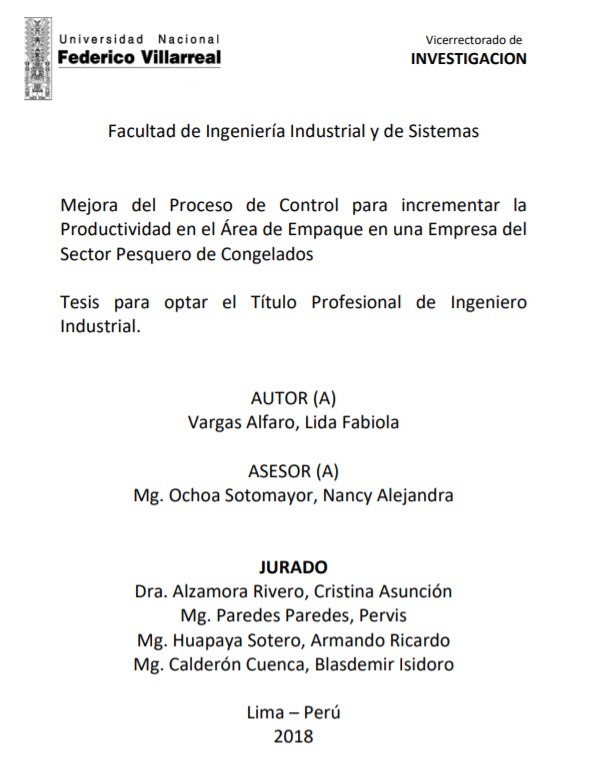 Universidad Nacional
Federico Villarreal
Vicerrectorado de
INVESTIGACION
Facultad de Ingeniería Industrial y de Sistemas
Mejora del Proceso de Control para incrementar la
Productividad en el Área de Empaque en una Empresa del
Sector Pesquero de Congelados
Tesis para optar el Título Profesional de Ingeniero
Industrial.
AUTOR (A)
Vargas Alfaro, Lida Fabiola
ASESOR (A)
Mg. Ochoa Sotomayor, Nancy Alejandra
JURADO
Dra. Alzamora Rivero, Cristina Asunción
Mg. Paredes Paredes, Pervis
Mg. Huapaya Sotero, Armando Ricardo
Mg. Calderón Cuenca, Blasdemir Isidoro
Lima – Perú
2018